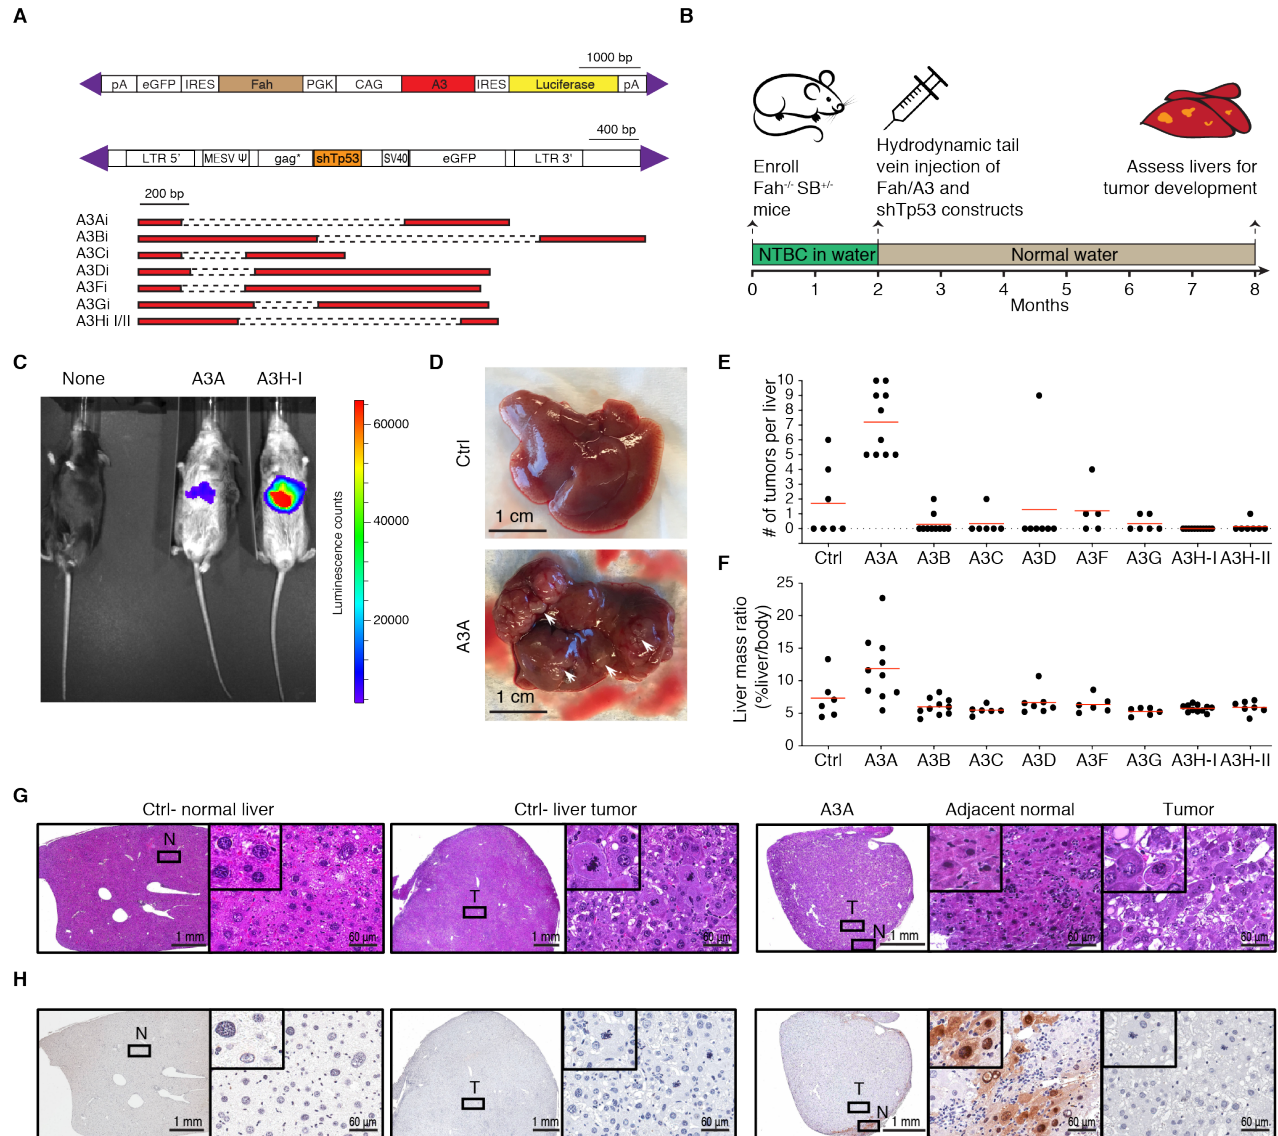 A
1000 bp
pA eGFP IRES Fah PGK CAG A3 IRES Luciferase pA
400 bp
LTR 5' MESV Ψ gag* shTp53 SV40 eGFP LTR 3'
200 bp
A3Ai
A3Bi
A3Ci
A3Di
A3Fi
A3Gi
A3Hi I/II
B
Enroll
Fah-/- SB+/-
mice
Hydrodynamic tail
vein injection of
Fah/A3 and
shTp53 constructs
Assess livers for
tumor development
NTBC in water
Normal water
0 1 2 3 4 5 6 7 8
Months
C
None A3A A3H-I
60000
40000
20000
Luminescence counts
D
Ctrl
1 cm
A3A
1 cm
E
# of tumors per liver
10
9
8
7
6
5
4
3
2
1
0
Ctrl A3A A3B A3C A3D A3F A3G A3H-I A3H-II
F
Liver mass ratio
(%liver/body)
25
20
15
10
5
0
Ctrl A3A A3B A3C A3D A3F A3G A3H-I A3H-II
G
Ctrl- normal liver
Ctrl- liver tumor
A3A
Adjacent normal
Tumor
N
1 mm
60 µm
T
1 mm
60 µm
T
N
1 mm
60 µm
60 µm
H
N
1 mm
60 µm
T
1 mm
60 µm
T
N
1 mm
60 µm
60 µm